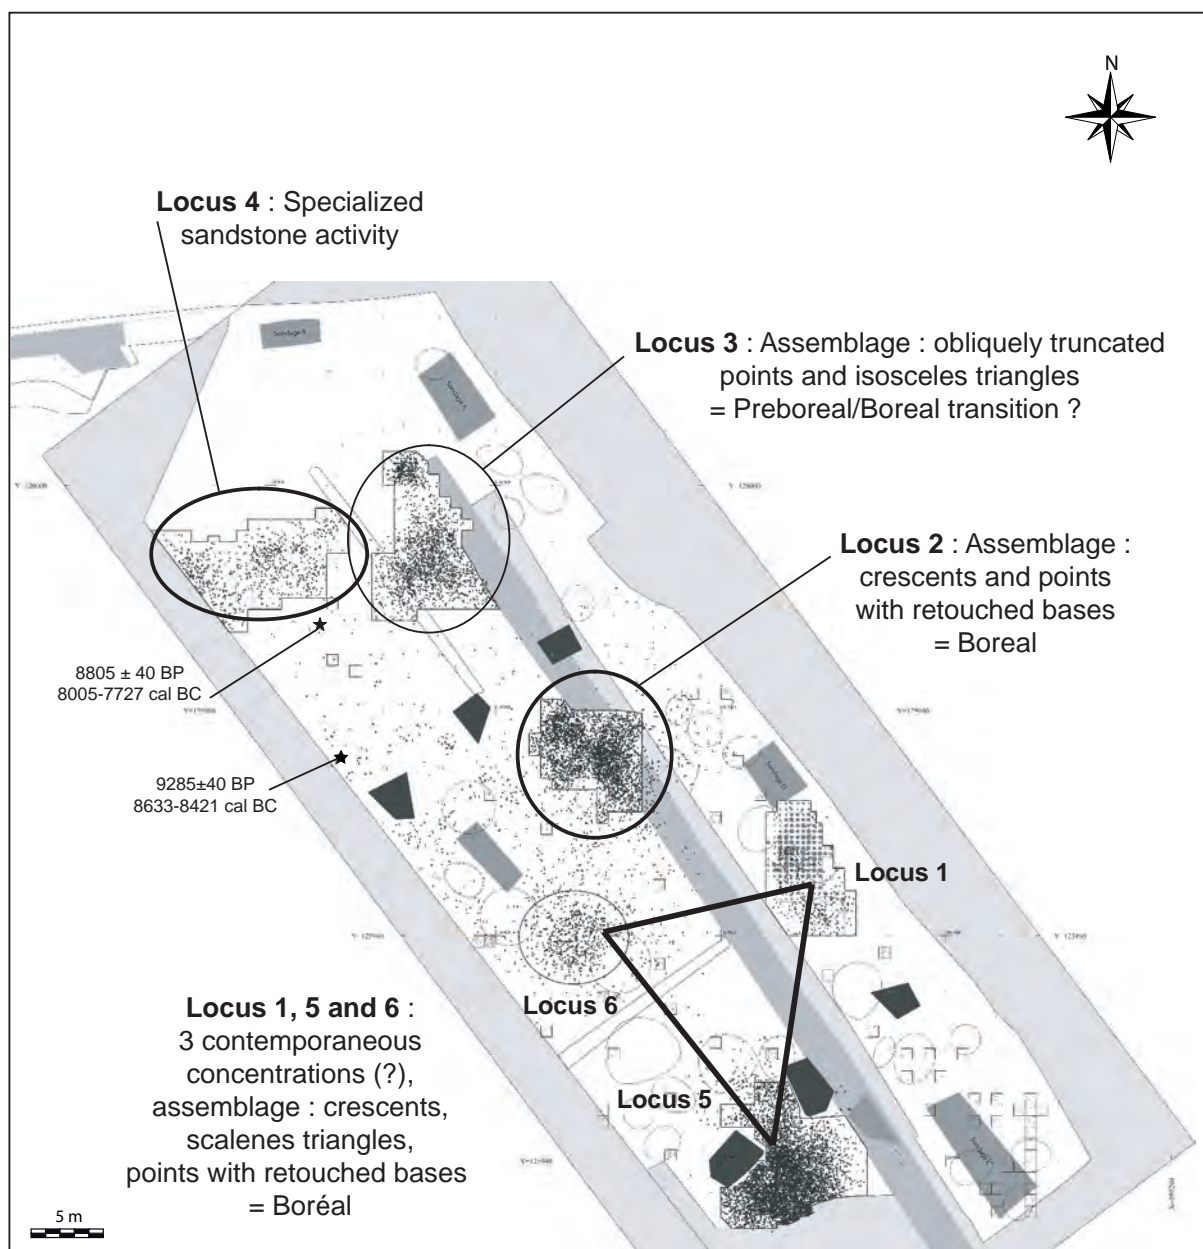 N
Locus 4 : Specialized
sandstone activity
Sondage B
Locus 3 : Assemblage : obliquely truncated
points and isosceles triangles
= Preboreal/Boreal transition ?
Sondage A
Locus 2 : Assemblage :
crescents and points
with retouched bases
= Boreal
8805 ± 40 BP
8005-7727 cal BC
9285±40 BP
8633-8421 cal BC
Sondage D
Locus 1
Locus 6
Locus 1, 5 and 6 :
3 contemporaneous
concentrations (?),
assemblage : crescents,
scalenes triangles,
points with retouched bases
= Boréal
Locus 5
5 m